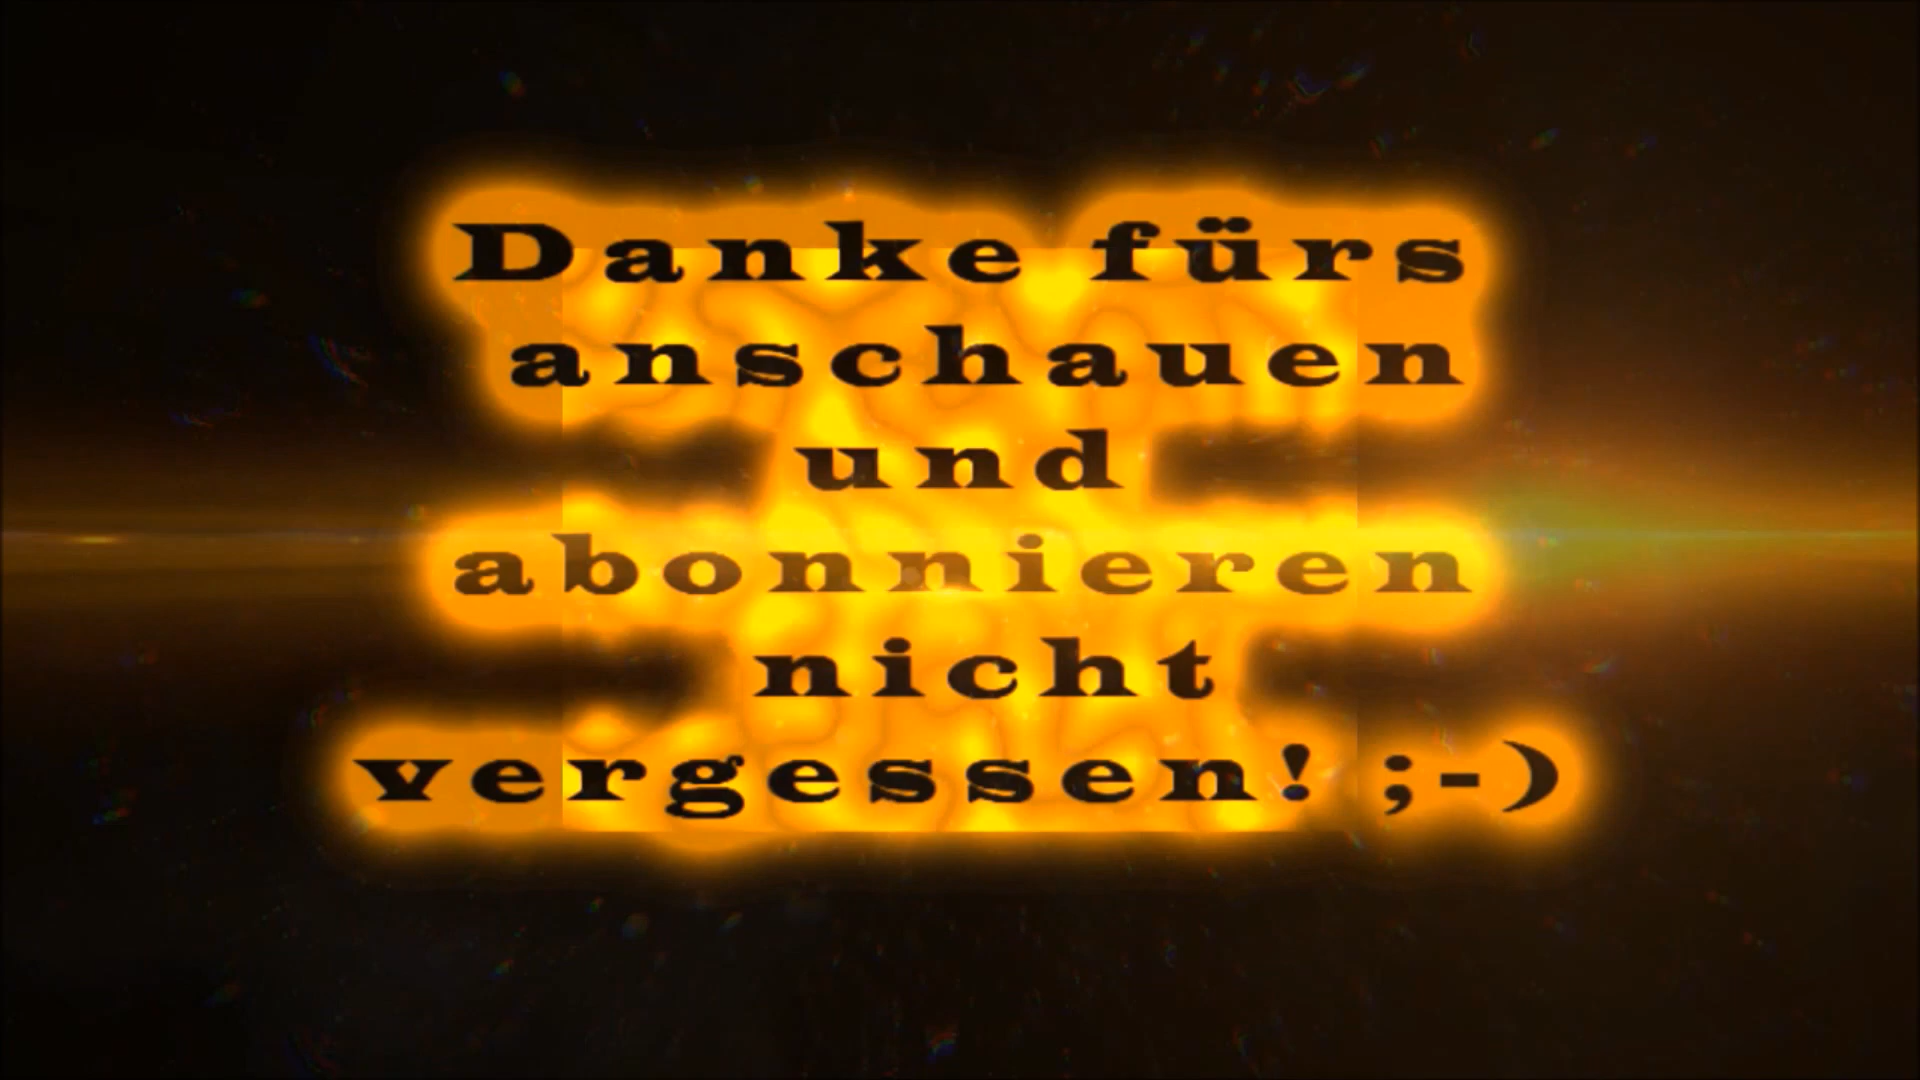 Danke fürs
anschauen
und
abonnieren
nicht
vergessen! ;-)